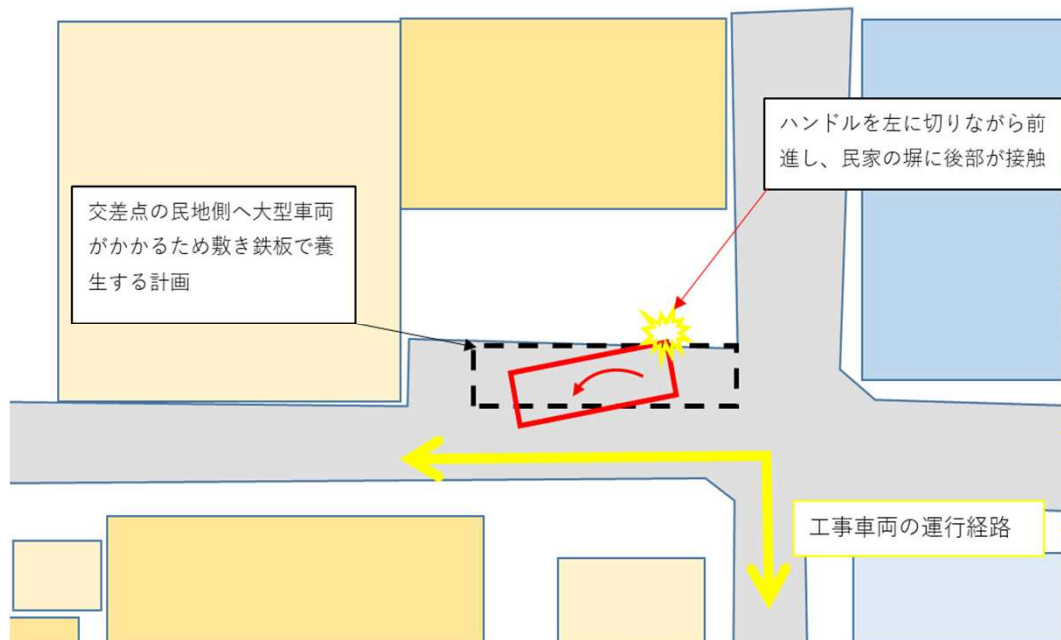 ハンドルを左に切りながら前
進し、民家の塀に後部が接触
交差点の民地側へ大型車両
がかかるため敷き鉄板で養
生する計画
工事車両の運行経路